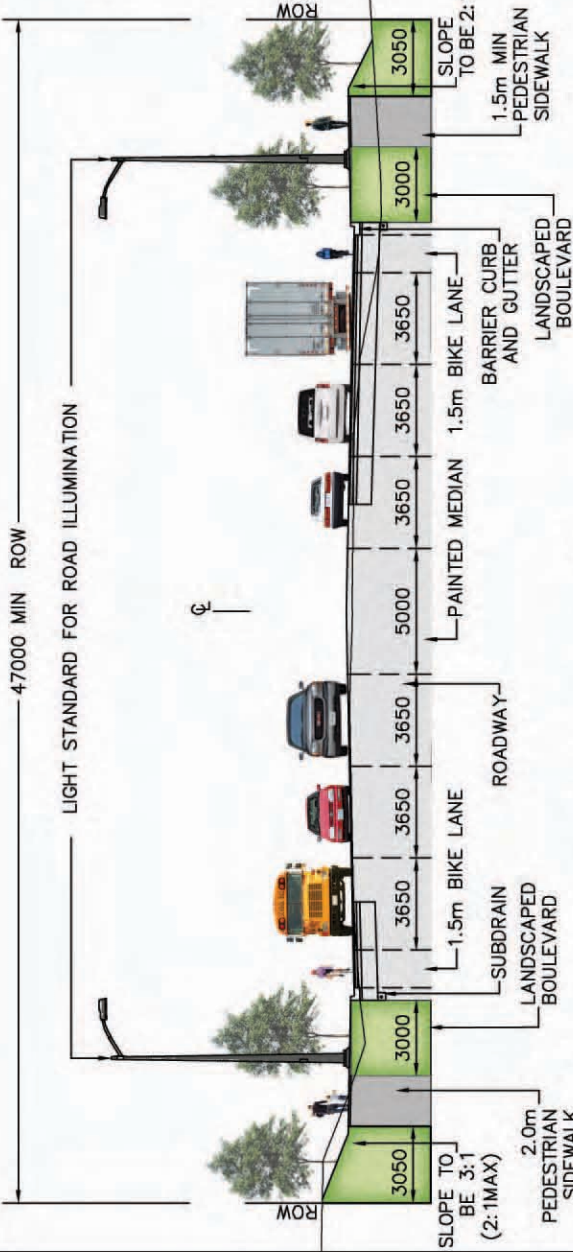 47000 MIN ROW
LIGHT STANDARD FOR ROAD ILLUMINATION
ROW
ROW
℄
3050
3000
3650
3650
3650
5000
3650
3650
3650
3000
3050
SLOPE TO
BE 3:1
(2:1MAX)
2.0m
PEDESTRIAN
SIDEWALK
LANDSCAPED
BOULEVARD
SUBDRAIN
1.5m BIKE LANE
ROADWAY
PAINTED MEDIAN
1.5m BIKE LANE
BARRIER CURB
AND GUTTER
LANDSCAPED
BOULEVARD
1.5m MIN
PEDESTRIAN
SIDEWALK
SLOPE
TO BE 2: